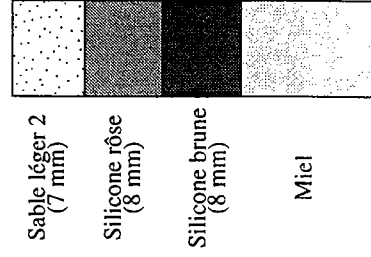 Sable léger 2
(7 mm)
Silicone rôse
(8 mm)
Silicone brune
(8 mm)
Miel